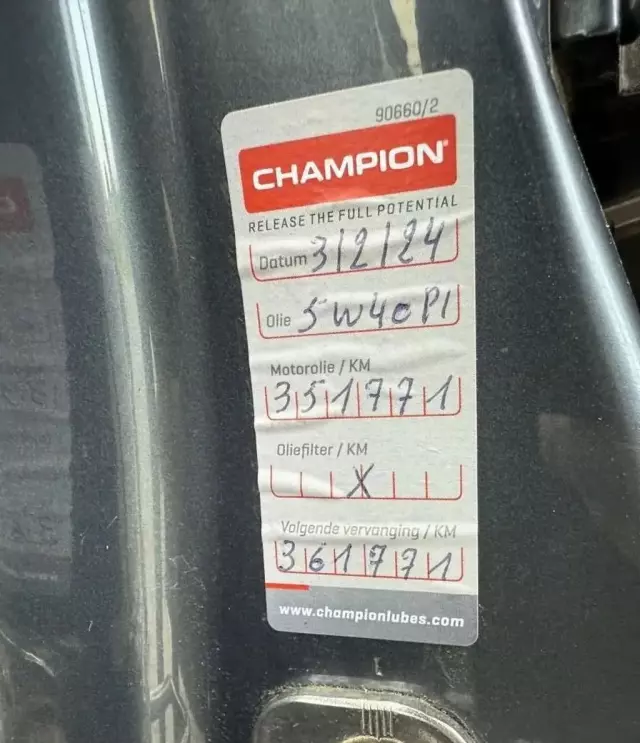 90660/2
CHAMPION®
RELEASE THE FULL POTENTIAL
Datum 3/2/24
Olie 5W40 PI
Motorolie / KM
351771
Oliefilter / KM
X
Volgende vervanging / KM
361771
www.championlubes.com